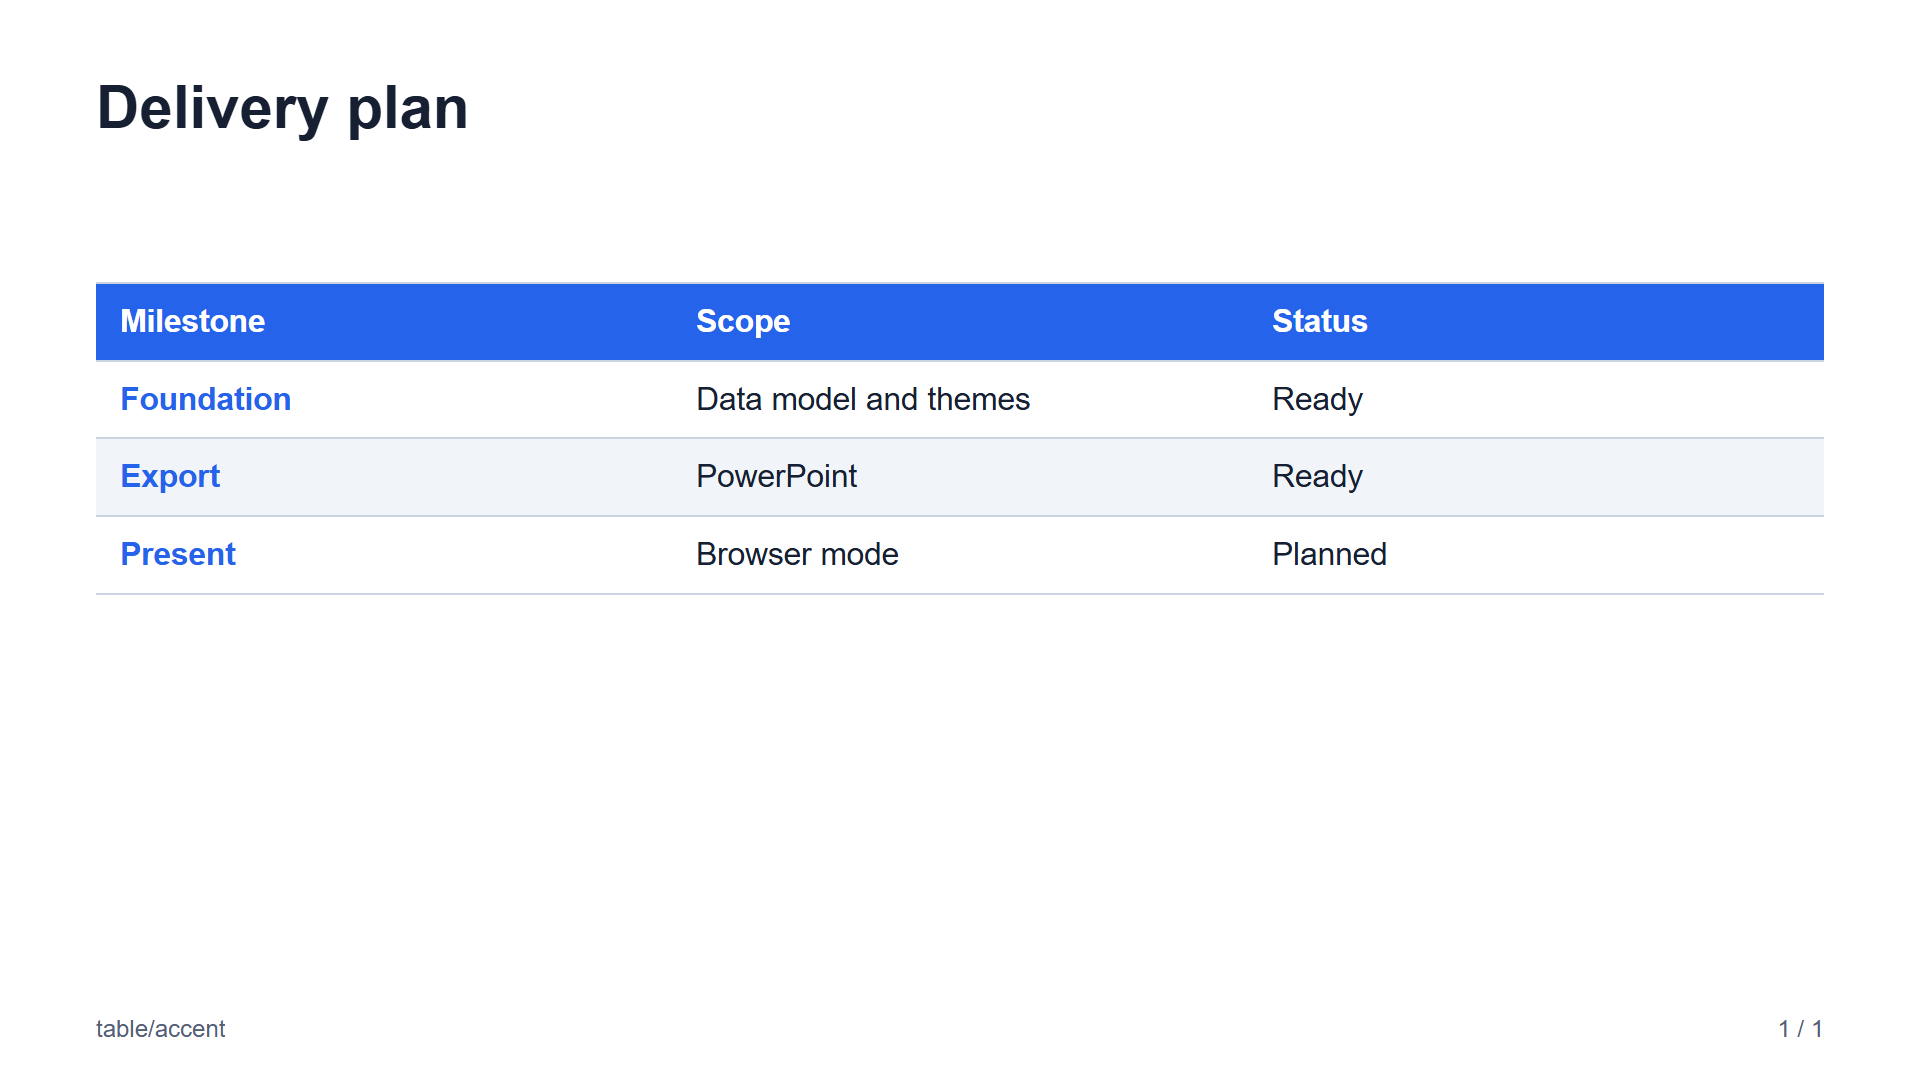 Delivery plan
Milestone Scope Status
Foundation Data model and themes Ready
Export PowerPoint Ready
Present Browser mode Planned
table/accent 1 / 1